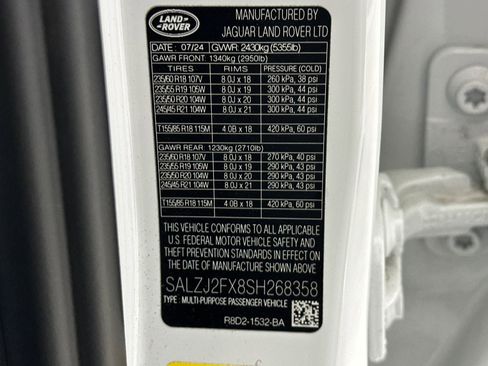 LAND
ROVER
MANUFACTURED BY:
JAGUAR LAND ROVER LTD
DATE : 07/24 GVWR: 2430kg (5355lb)
GAWR FRONT: 1340kg (2950lb)
TIRES RIMS PRESSURE (COLD)
235/60 R18 107V 8.0J x 18 260 kPa, 38 psi
235/55 R19 105W 8.0J x 19 300 kPa, 44 psi
235/50 R20 104W 8.0J x 20 300 kPa, 44 psi
245/45 R21 104W 8.0J x 21 300 kPa, 44 psi
T155/85 R18 115M 4.0B x 18 420 kPa, 60 psi
GAWR REAR: 1230kg (2710lb)
235/60 R18 107V 8.0J x 18 270 kPa, 40 psi
235/55 R19 105W 8.0J x 19 290 kPa, 43 psi
235/50 R20 104W 8.0J x 20 290 kPa, 43 psi
245/45 R21 104W 8.0J x 21 290 kPa, 43 psi
T155/85 R18 115M 4.0B x 18 420 kPa, 60 psi
THIS VEHICLE CONFORMS TO ALL APPLICABLE
U.S. FEDERAL MOTOR VEHICLE SAFETY AND
THEFT PREVENTION STANDARDS IN EFFECT ON THE
DATE OF MANUFACTURE SHOWN ABOVE.
SALZJ2FX8SH268358
TYPE : MULTI-PURPOSE PASSENGER VEHICLE
R8D2-1532-BA